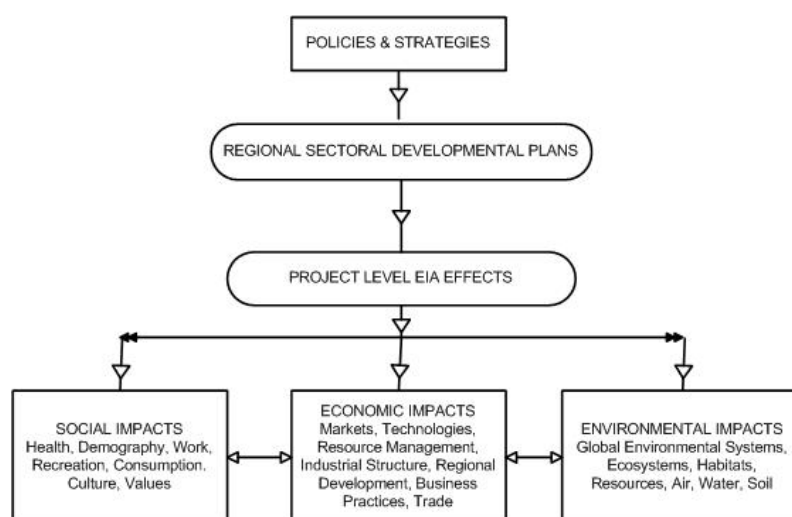 POLICIES & STRATEGIES
REGIONAL SECTORAL DEVELOPMENTAL PLANS
PROJECT LEVEL EIA EFFECTS
SOCIAL IMPACTS
Health, Demography, Work,
Recreation, Consumption.
Culture, Values
ECONOMIC IMPACTS
Markets, Technologies,
Resource Management,
Industrial Structure, Regional
Development, Business
Practices, Trade
ENVIRONMENTAL IMPACTS
Global Environmental Systems,
Ecosystems, Habitats,
Resources, Air, Water, Soil